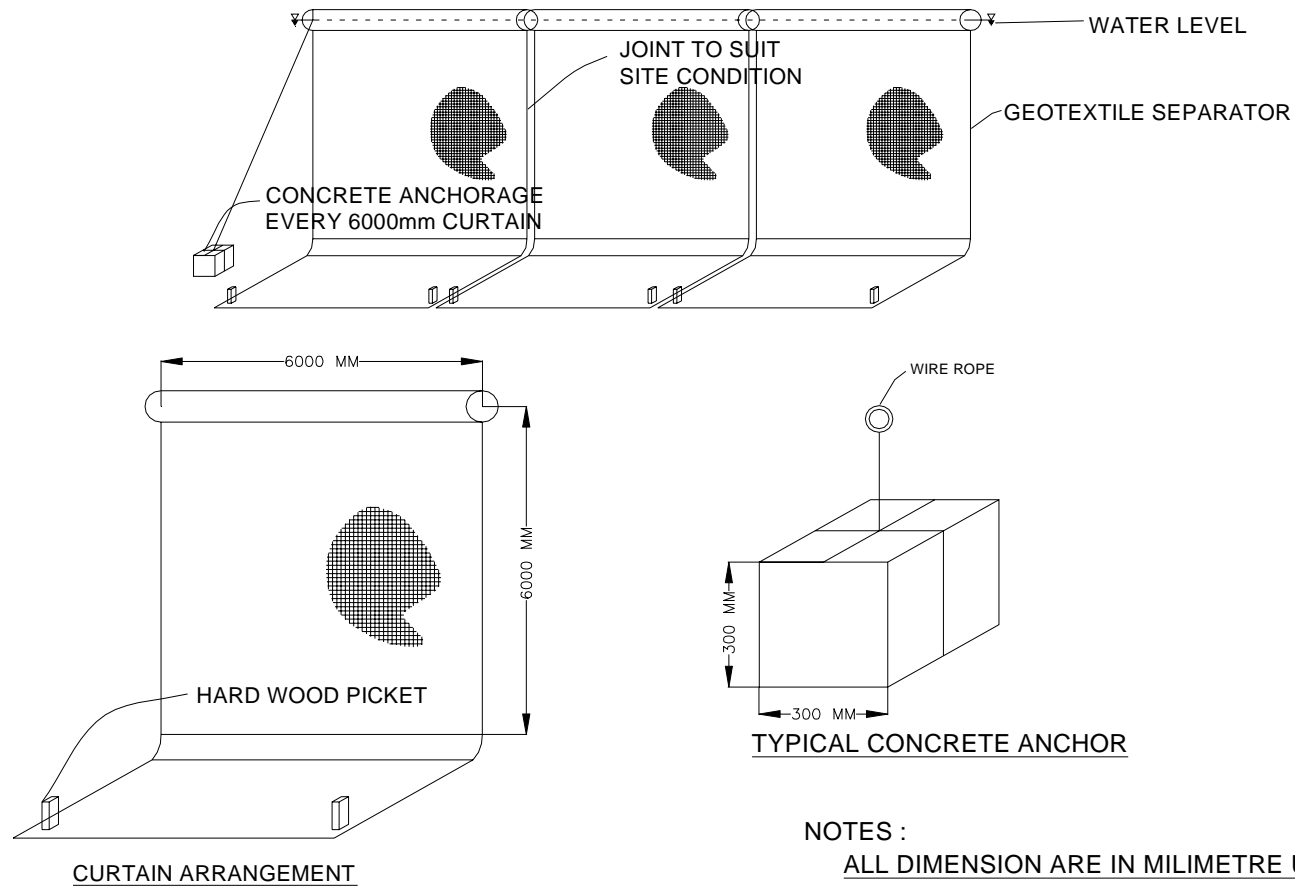 WATER LEVEL
JOINT TO SUIT
SITE CONDITION
GEOTEXTILE SEPARATOR
CONCRETE ANCHORAGE
EVERY 6000mm CURTAIN
6000 MM
6000 MM
HARD WOOD PICKET
CURTAIN ARRANGEMENT
WIRE ROPE
300 MM
300 MM
TYPICAL CONCRETE ANCHOR
NOTES :
ALL DIMENSION ARE IN MILIMETRE